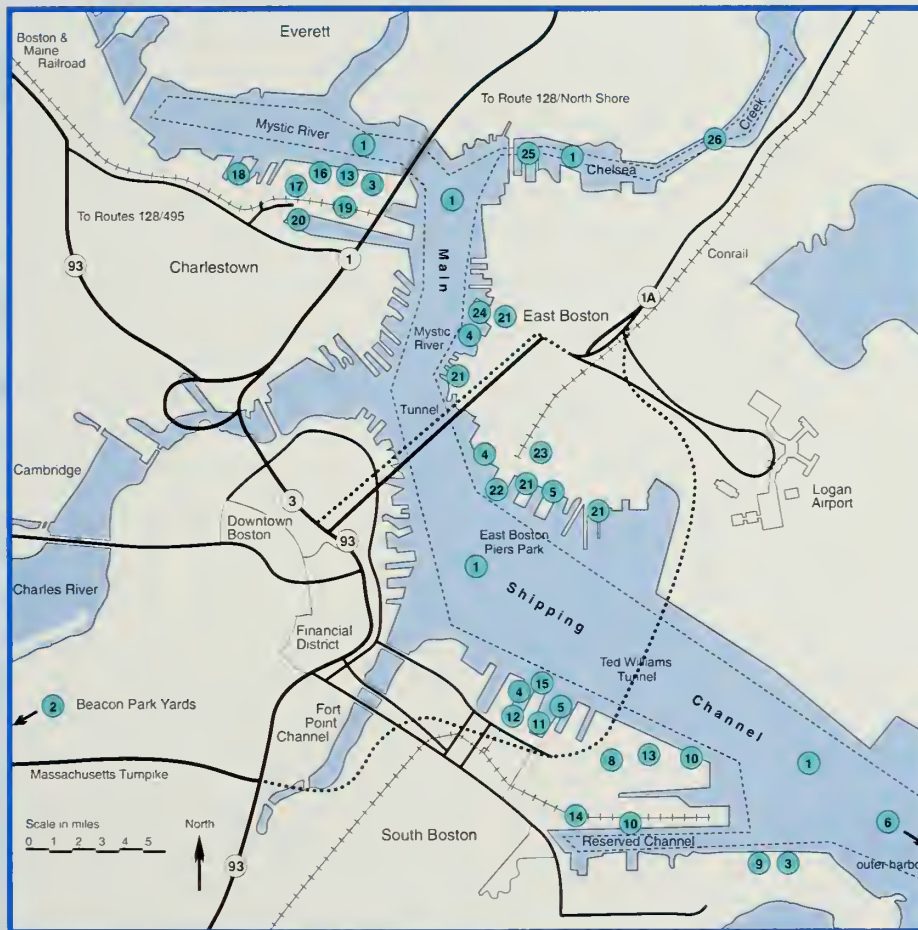 Boston &
Maine
Railroad
Everett
To Route 128/North Shore
Mystic River
1
18
17
16
13
3
19
20
25
1
Chelsea
26
Creek
1
To Routes 128/495
93
Charlestown
1
Main
Conrail
1A
24
21
East Boston
Mystic
River
4
21
Tunnel
Cambridge
4
23
22
21
5
21
Logan
Airport
3
Downtown
Boston
93
East Boston
Piers Park
1
Charles River
Shipping
Financial
District
Ted Williams
Tunnel
2
Beacon Park Yards
Fort
Point
Channel
15
4
5
12
11
Channel
8
13
10
1
Massachusetts Turnpike
Scale in miles
0 1 2 3 4 5
North
14
10
6
South Boston
Reserved Channel
93
9
3
outer harbo